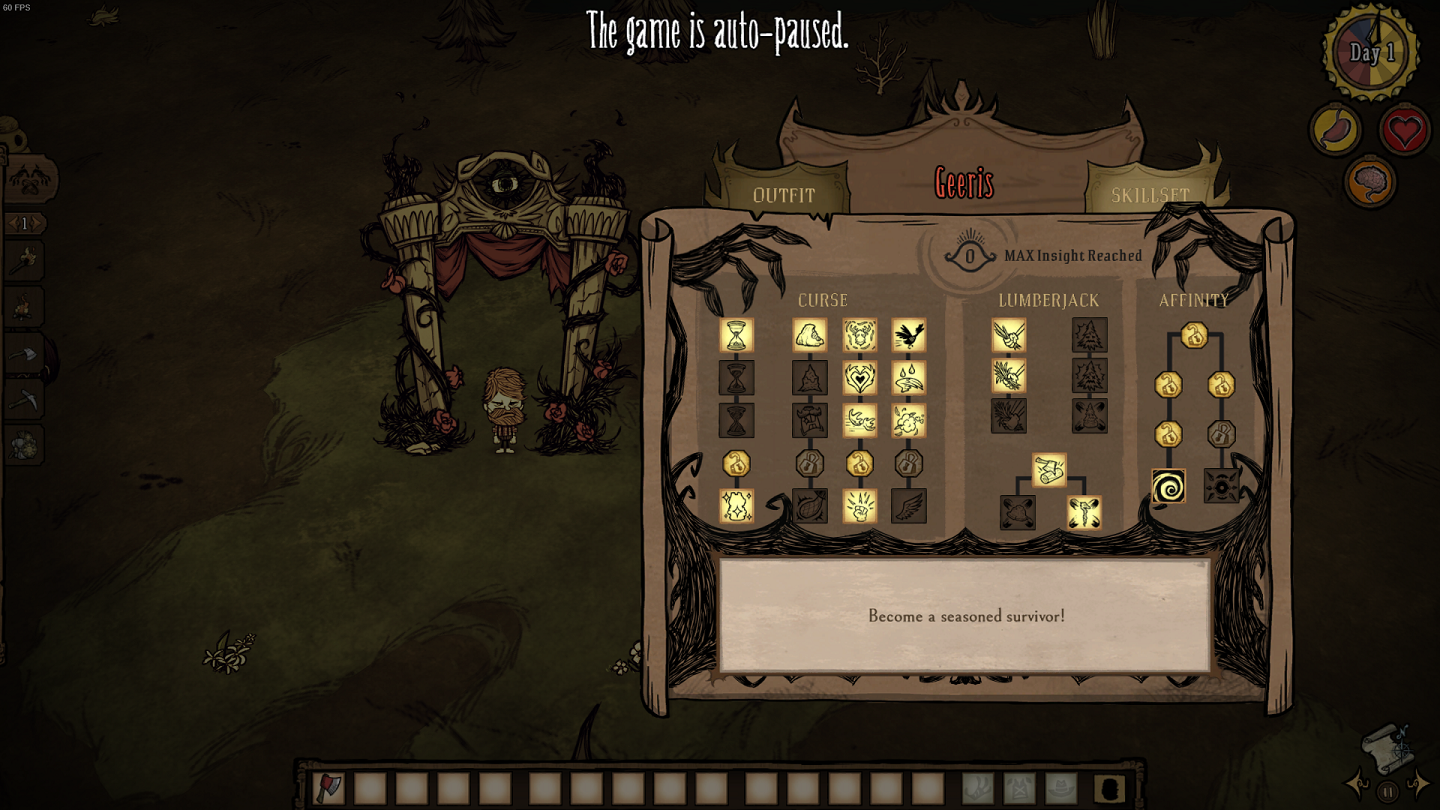 60 FPS
The game is auto-paused.
Day 1
Geeris
OUTFIT
SKILLSET
0
MAX Insight Reached
1
CURSE
LUMBERJACK
AFFINITY
Become a seasoned survivor!
N